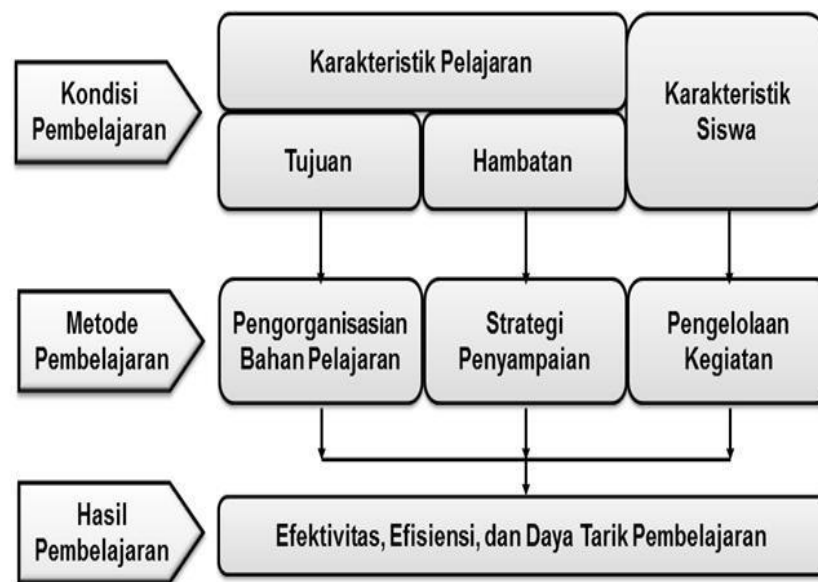 Kondisi
Pembelajaran
Karakteristik Pelajaran
Karakteristik
Siswa
Tujuan
Hambatan
Metode
Pembelajaran
Pengorganisasian
Bahan Pelajaran
Strategi
Penyampaian
Pengelolaan
Kegiatan
Hasil
Pembelajaran
Efektivitas, Efisiensi, dan Daya Tarik Pembelajaran